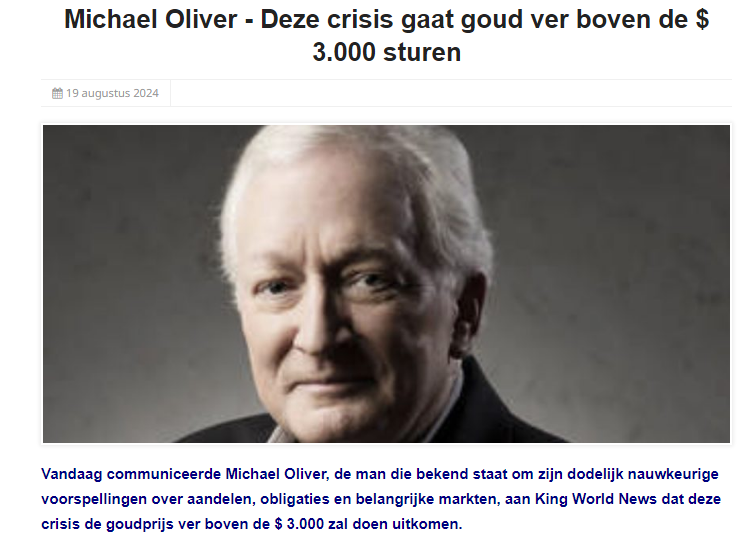 Michael Oliver - Deze crisis gaat goud ver boven de $
3.000 sturen
19 augustus 2024
Vandaag communiceerde Michael Oliver, de man die bekend staat om zijn dodelijk nauwkeurige
voorspellingen over aandelen, obligaties en belangrijke markten, aan King World News dat deze
crisis de goudprijs ver boven de $ 3.000 zal doen uitkomen.